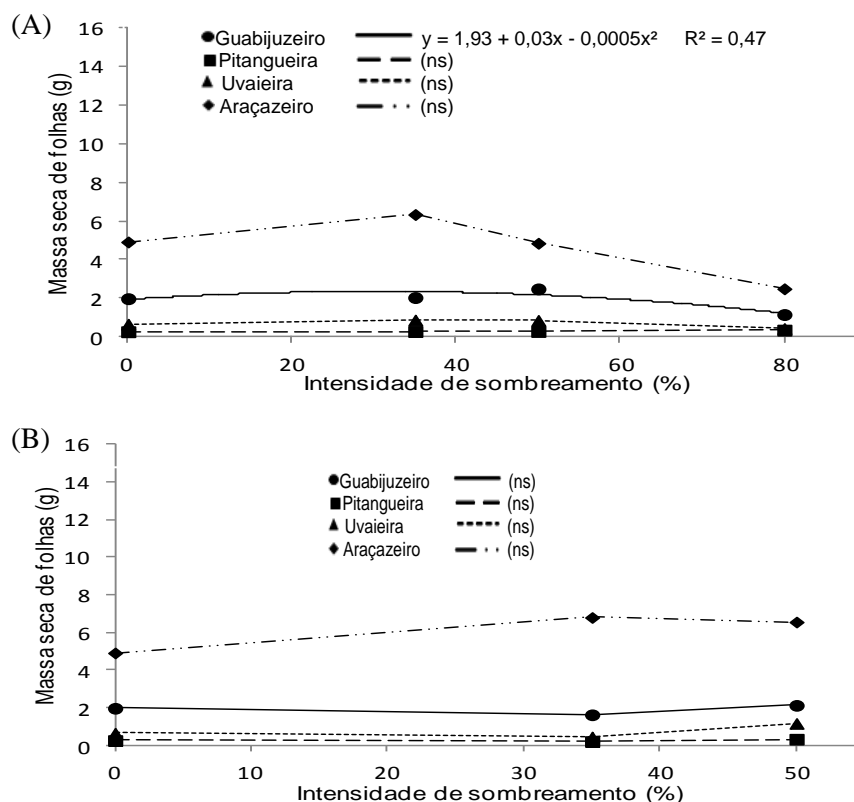 (A)
16
14
12
10
8
6
4
2
0
Massa seca de folhas (g)
Guabijuzeiro y = 1,93 + 0,03x - 0,0005x² R² = 0,47
Pitangueira (ns)
Uvaieira (ns)
Araçazeiro (ns)
0 20 40 60 80
Intensidade de sombreamento (%)
(B)
16
14
12
10
8
6
4
2
0
Massa seca de folhas (g)
Guabijuzeiro (ns)
Pitangueira (ns)
Uvaieira (ns)
Araçazeiro (ns)
0 10 20 30 40 50
Intensidade de sombreamento (%)